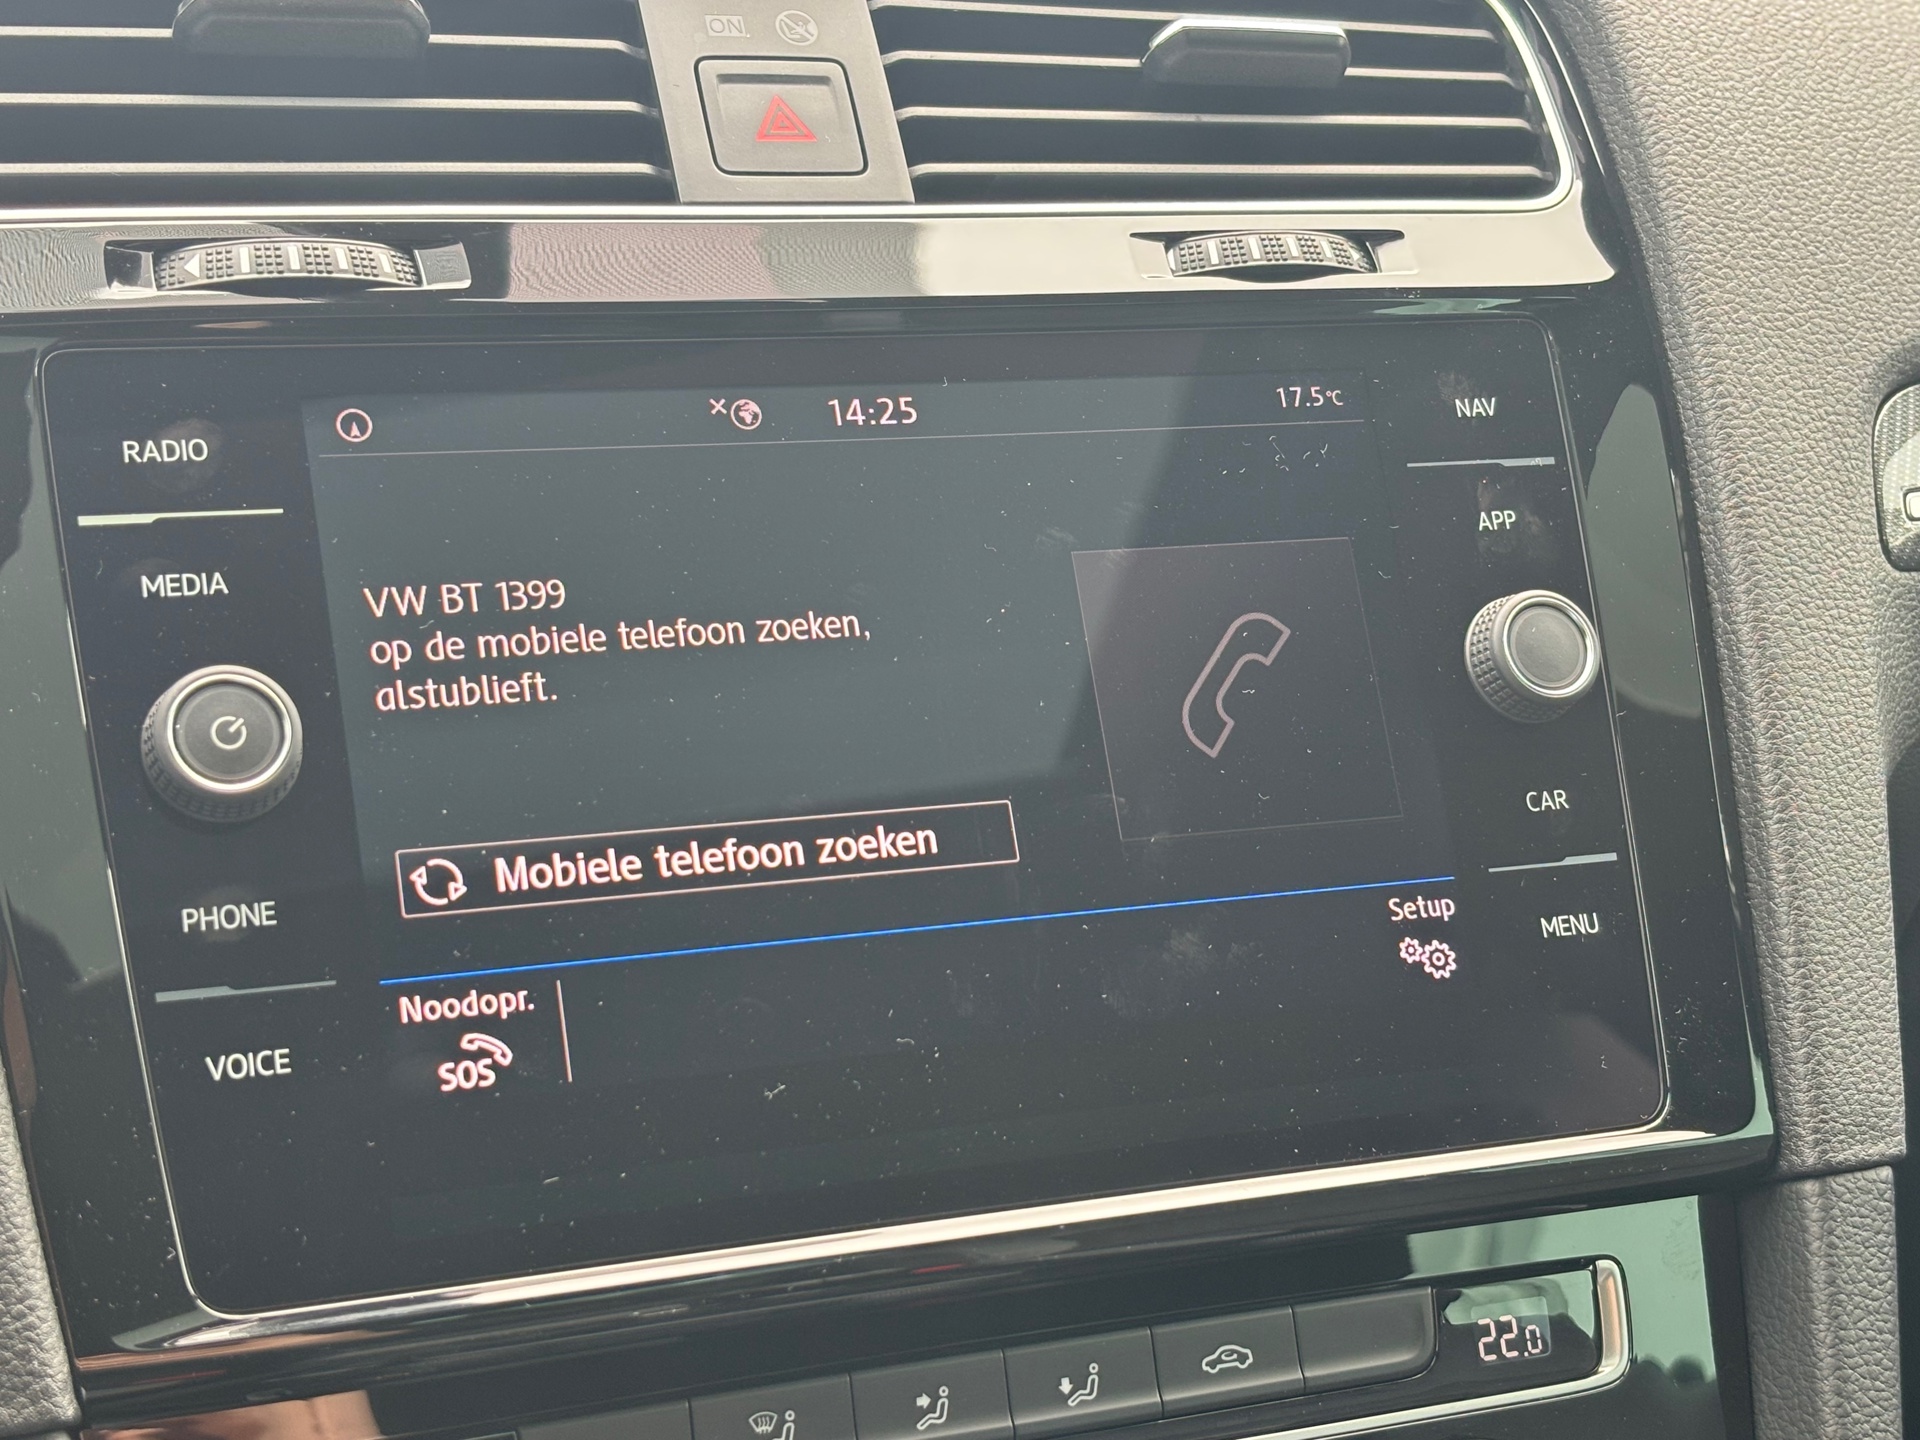 ON
14:25
17.5°C
RADIO
MEDIA
PHONE
VOICE
VW BT 1399
op de mobiele telefoon zoeken,
alstublieft.
Mobiele telefoon zoeken
Noodopr.
SOS
Setup
NAV
APP
CAR
MENU
22.0